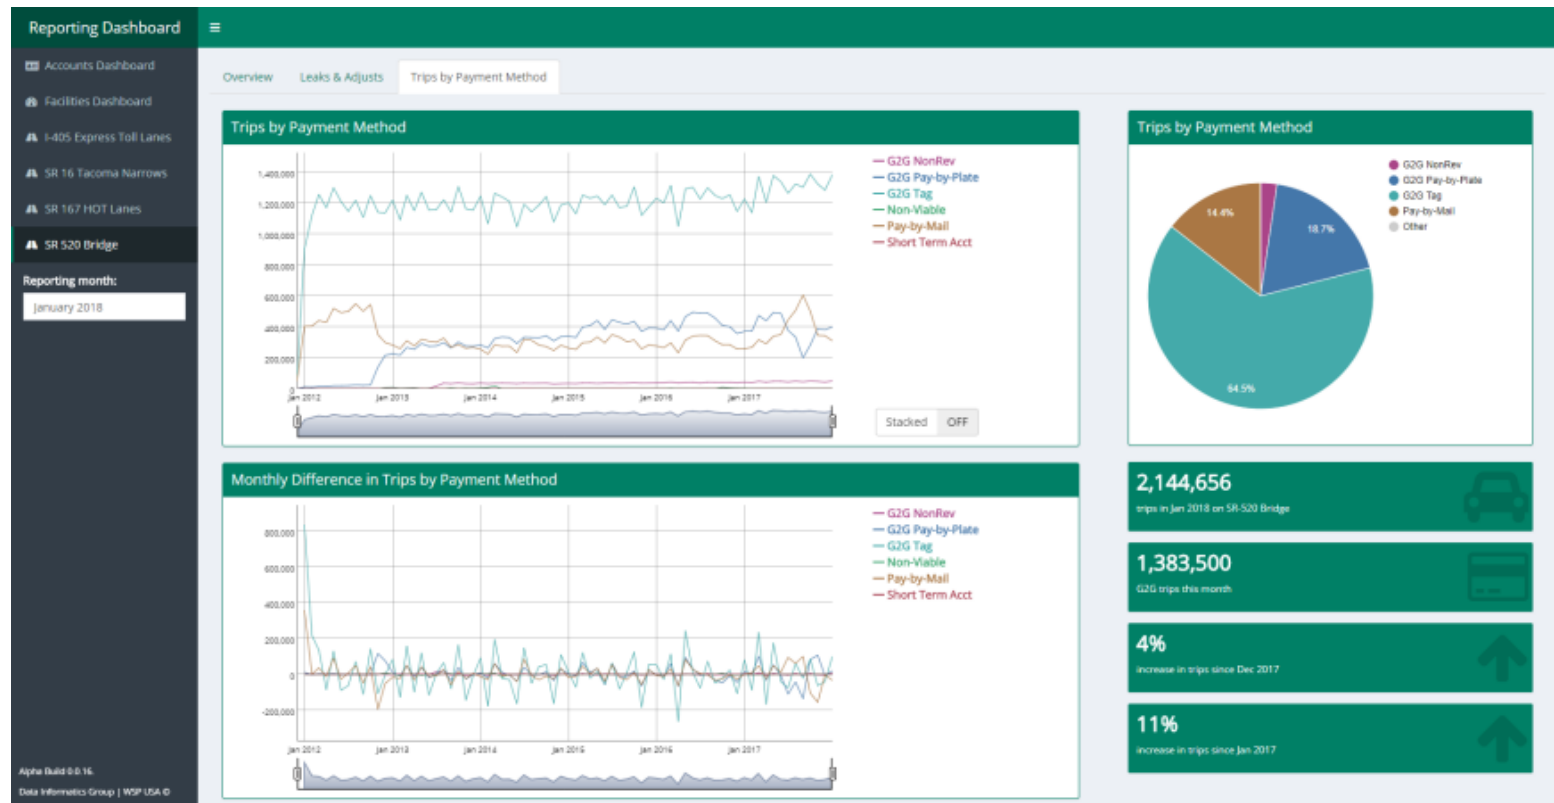 Reporting Dashboard
Accounts Dashboard
Facilities Dashboard
I-405 Express Toll Lanes
SR 16 Tacoma Narrows
SR 167 HOT Lanes
SR 520 Bridge
Reporting month:
January 2018
Alpha Build 0.0.16.
Data Informatics Group | WSP USA ©
Overview Leaks & Adjusts Trips by Payment Method
Trips by Payment Method
1,400,000
1,200,000
1,000,000
800,000
600,000
400,000
200,000
0
Jan 2012 Jan 2013 Jan 2014 Jan 2015 Jan 2016 Jan 2017
G2G NonRev
G2G Pay-by-Plate
G2G Tag
Non-Viable
Pay-by-Mail
Short Term Acct
Stacked OFF
Monthly Difference in Trips by Payment Method
800,000
600,000
400,000
200,000
0
-200,000
Jan 2012 Jan 2013 Jan 2014 Jan 2015 Jan 2016 Jan 2017
G2G NonRev
G2G Pay-by-Plate
G2G Tag
Non-Viable
Pay-by-Mail
Short Term Acct
Trips by Payment Method
14.4%
18.7%
64.5%
G2G NonRev
G2G Pay-by-Plate
G2G Tag
Pay-by-Mail
Other
2,144,656
trips in Jan 2018 on SR-520 Bridge
1,383,500
G2G trips this month
4%
increase in trips since Dec 2017
11%
increase in trips since Jan 2017